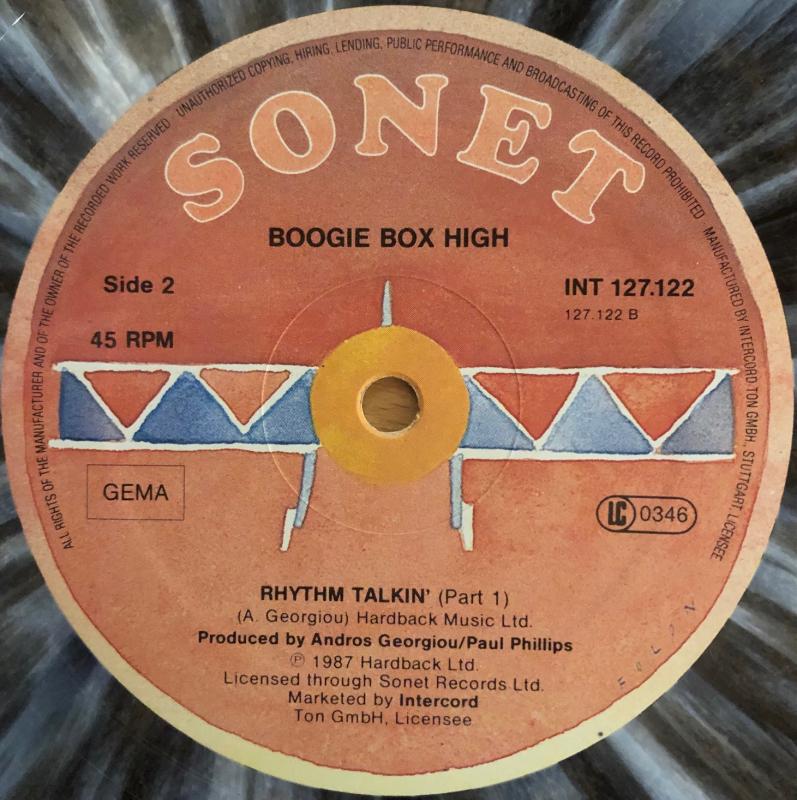 ALL RIGHTS OF THE MANUFACTURER AND OF THE OWNER OF THE RECORDED WORK RESERVED UNAUTHORIZED COPYING, HIRING, LENDING, PUBLIC PERFORMANCE AND BROADCASTING OF THIS RECORD PROHIBITED MANUFACTURED BY INTERCORD TON GMBH, STUTTGART, LICENSEE
SONET
BOOGIE BOX HIGH
Side 2
INT 127.122
127.122 B
45 RPM
GEMA
LC 0346
RHYTHM TALKIN' (Part 1)
(A. Georgiou) Hardback Music Ltd.
Produced by Andros Georgiou/Paul Phillips
℗ 1987 Hardback Ltd.
Licensed through Sonet Records Ltd.
Marketed by Intercord
Ton GmbH, Licensee
FOLON